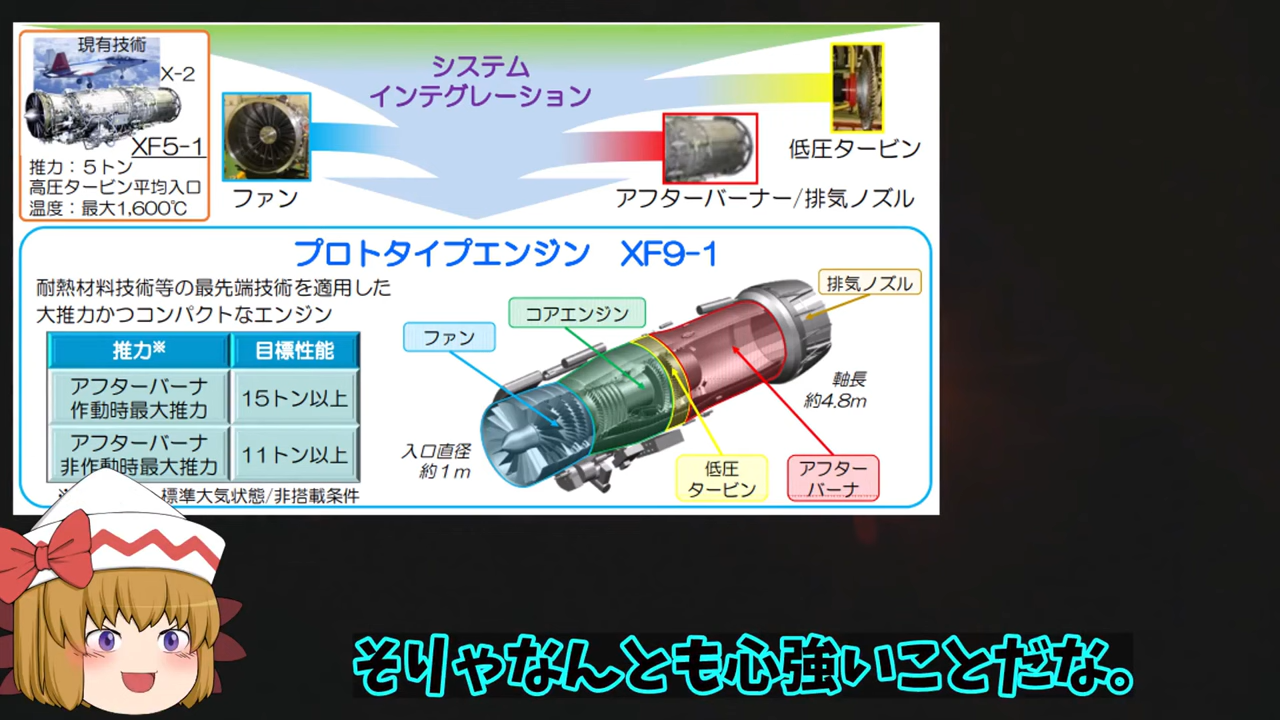 現有技術
X-2
XF5-1
推力：５トン
高圧タービン平均入口
温度：最大1,600℃
システム
インテグレーション
ファン
アフターバーナー/排気ノズル
低圧タービン
プロトタイプエンジン　XF9-1
耐熱材料技術等の最先端技術を適用した
大推力かつコンパクトなエンジン
推力※
目標性能
アフターバーナ
作動時最大推力
15トン以上
アフターバーナ
非作動時最大推力
11トン以上
標準大気状態/非搭載条件
ファン
コアエンジン
排気ノズル
軸長
約4.8m
入口直径
約１ｍ
低圧
タービン
アフター
バーナ
そりゃなんとも心強いことだな。